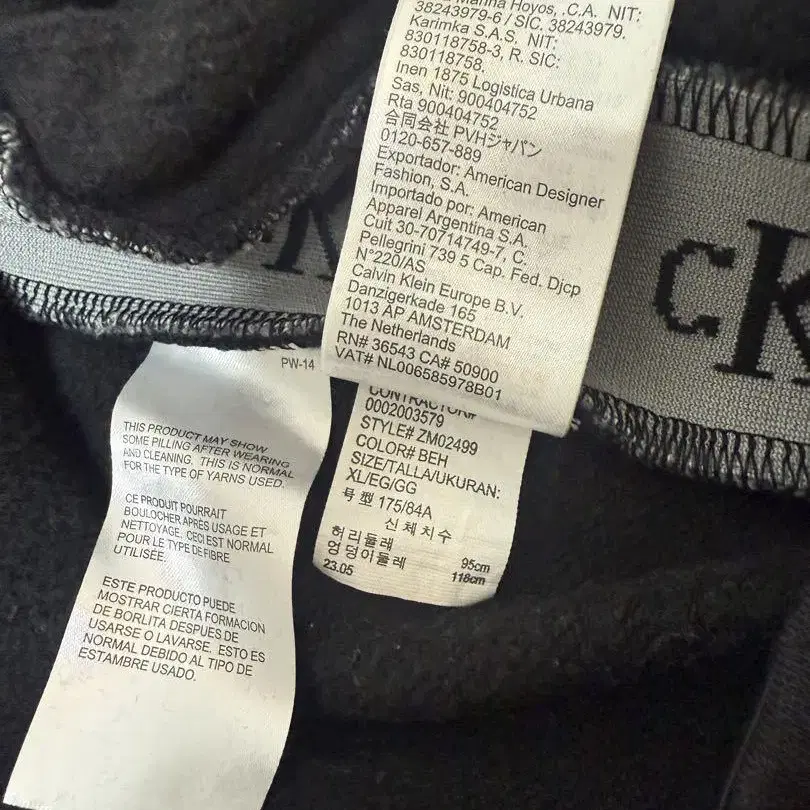 Marina Hoyos, .C.A. NIT:
38243979-6 / SIC. 38243979.
Karimka S.A.S. NIT:
830118758-3, R. SIC:
830118758.
Inen 1875 Logistica Urbana
Sas, Nit: 900404752
Rta 900404752
合同会社 PVHジャパン
0120-657-889
Exportador: American Designer
Fashion, S.A.
Importado por: American
Apparel Argentina S.A.
Cuit 30-70714749-7, C.
Pellegrini 739 5 Cap. Fed. Djcp
N°220/AS
Calvin Klein Europe B.V.
Danzigerkade 165
1013 AP AMSTERDAM
The Netherlands
RN# 36543 CA# 50900
VAT# NL006585978B01
CONTRACTOR#
0002003579
STYLE# ZM02499
COLOR# BEH
SIZE/TALLA/UKURAN:
XL/EG/GG
号型 175/84A
신체치수
허리둘레 95cm
엉덩이둘레 118cm
23.05
PW-14
THIS PRODUCT MAY SHOW
SOME PILLING AFTER WEARING
AND CLEANING. THIS IS NORMAL
FOR THE TYPE OF YARNS USED.
CE PRODUIT POURRAIT
BOULOCHER APRÈS USAGE ET
NETTOYAGE. CECI EST NORMAL
POUR LE TYPE DE FIBRE
UTILISÉE.
ESTE PRODUCTO PUEDE
MOSTRAR CIERTA FORMACION
DE BORLITA DESPUES DE
USARSE O LAVARSE. ESTO ES
NORMAL DEBIDO AL TIPO DE
ESTAMBRE USADO.
cK